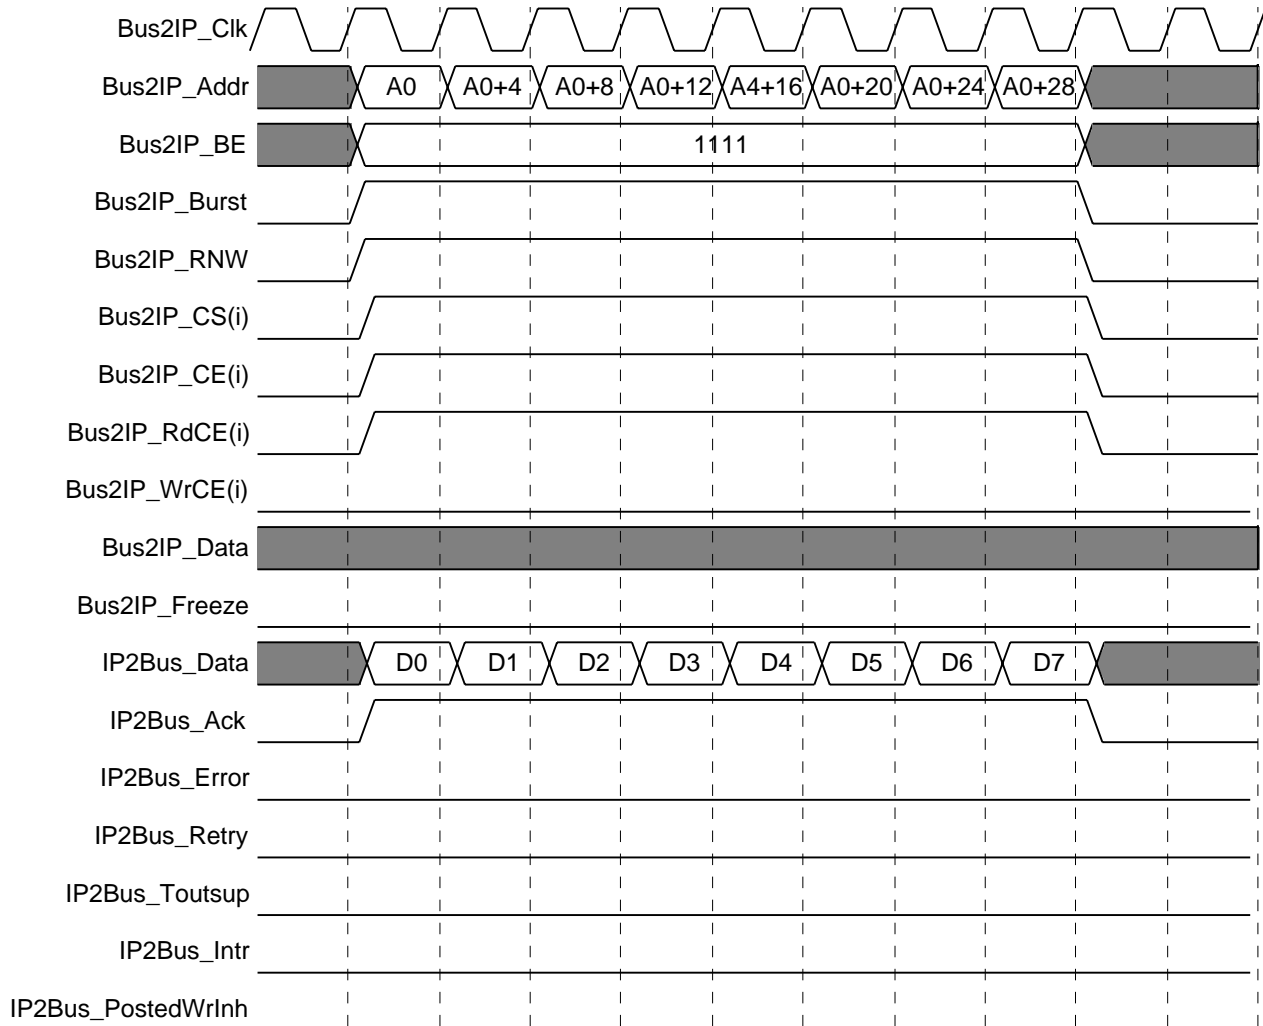 Bus2IP_Clk
Bus2IP_Addr A0 A0+4 A0+8 A0+12 A4+16 A0+20 A0+24 A0+28
Bus2IP_BE 1111
Bus2IP_Burst
Bus2IP_RNW
Bus2IP_CS(i)
Bus2IP_CE(i)
Bus2IP_RdCE(i)
Bus2IP_WrCE(i)
Bus2IP_Data
Bus2IP_Freeze
IP2Bus_Data D0 D1 D2 D3 D4 D5 D6 D7
IP2Bus_Ack
IP2Bus_Error
IP2Bus_Retry
IP2Bus_Toutsup
IP2Bus_Intr
IP2Bus_PostedWrInh